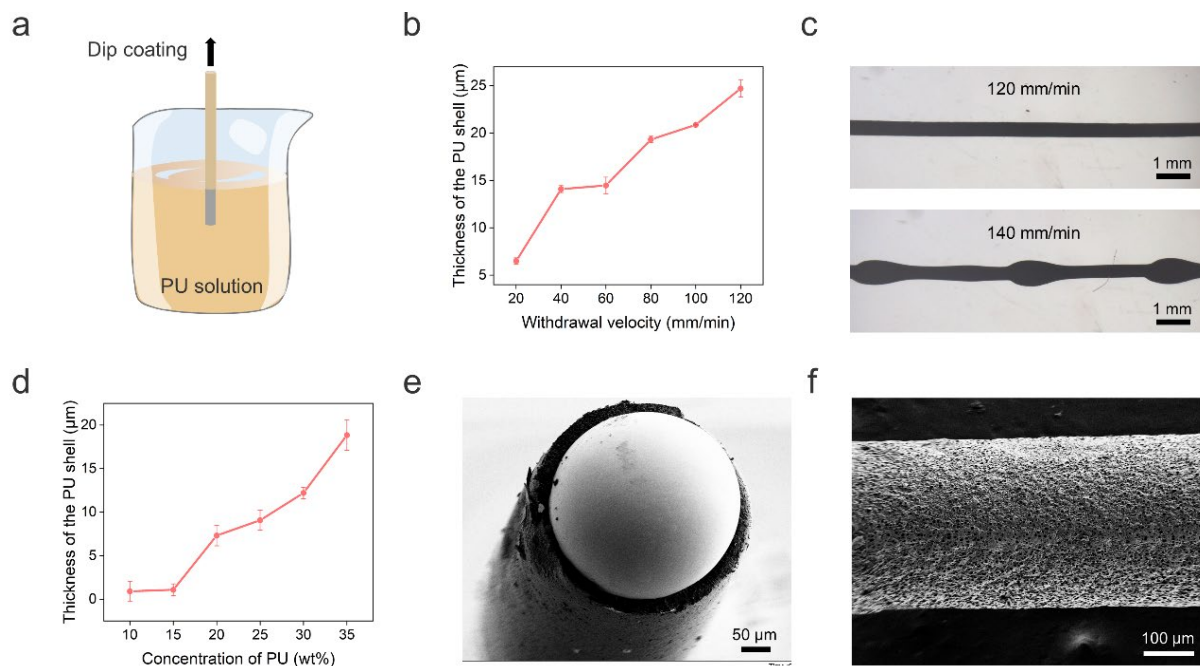 a
Dip coating
PU solution
b
Thickness of the PU shell (μm)
25
20
15
10
5
20 40 60 80 100 120
Withdrawal velocity (mm/min)
c
120 mm/min
1 mm
140 mm/min
1 mm
d
Thickness of the PU shell (μm)
20
15
10
5
0
10 15 20 25 30 35
Concentration of PU (wt%)
e
50 μm
f
100 μm